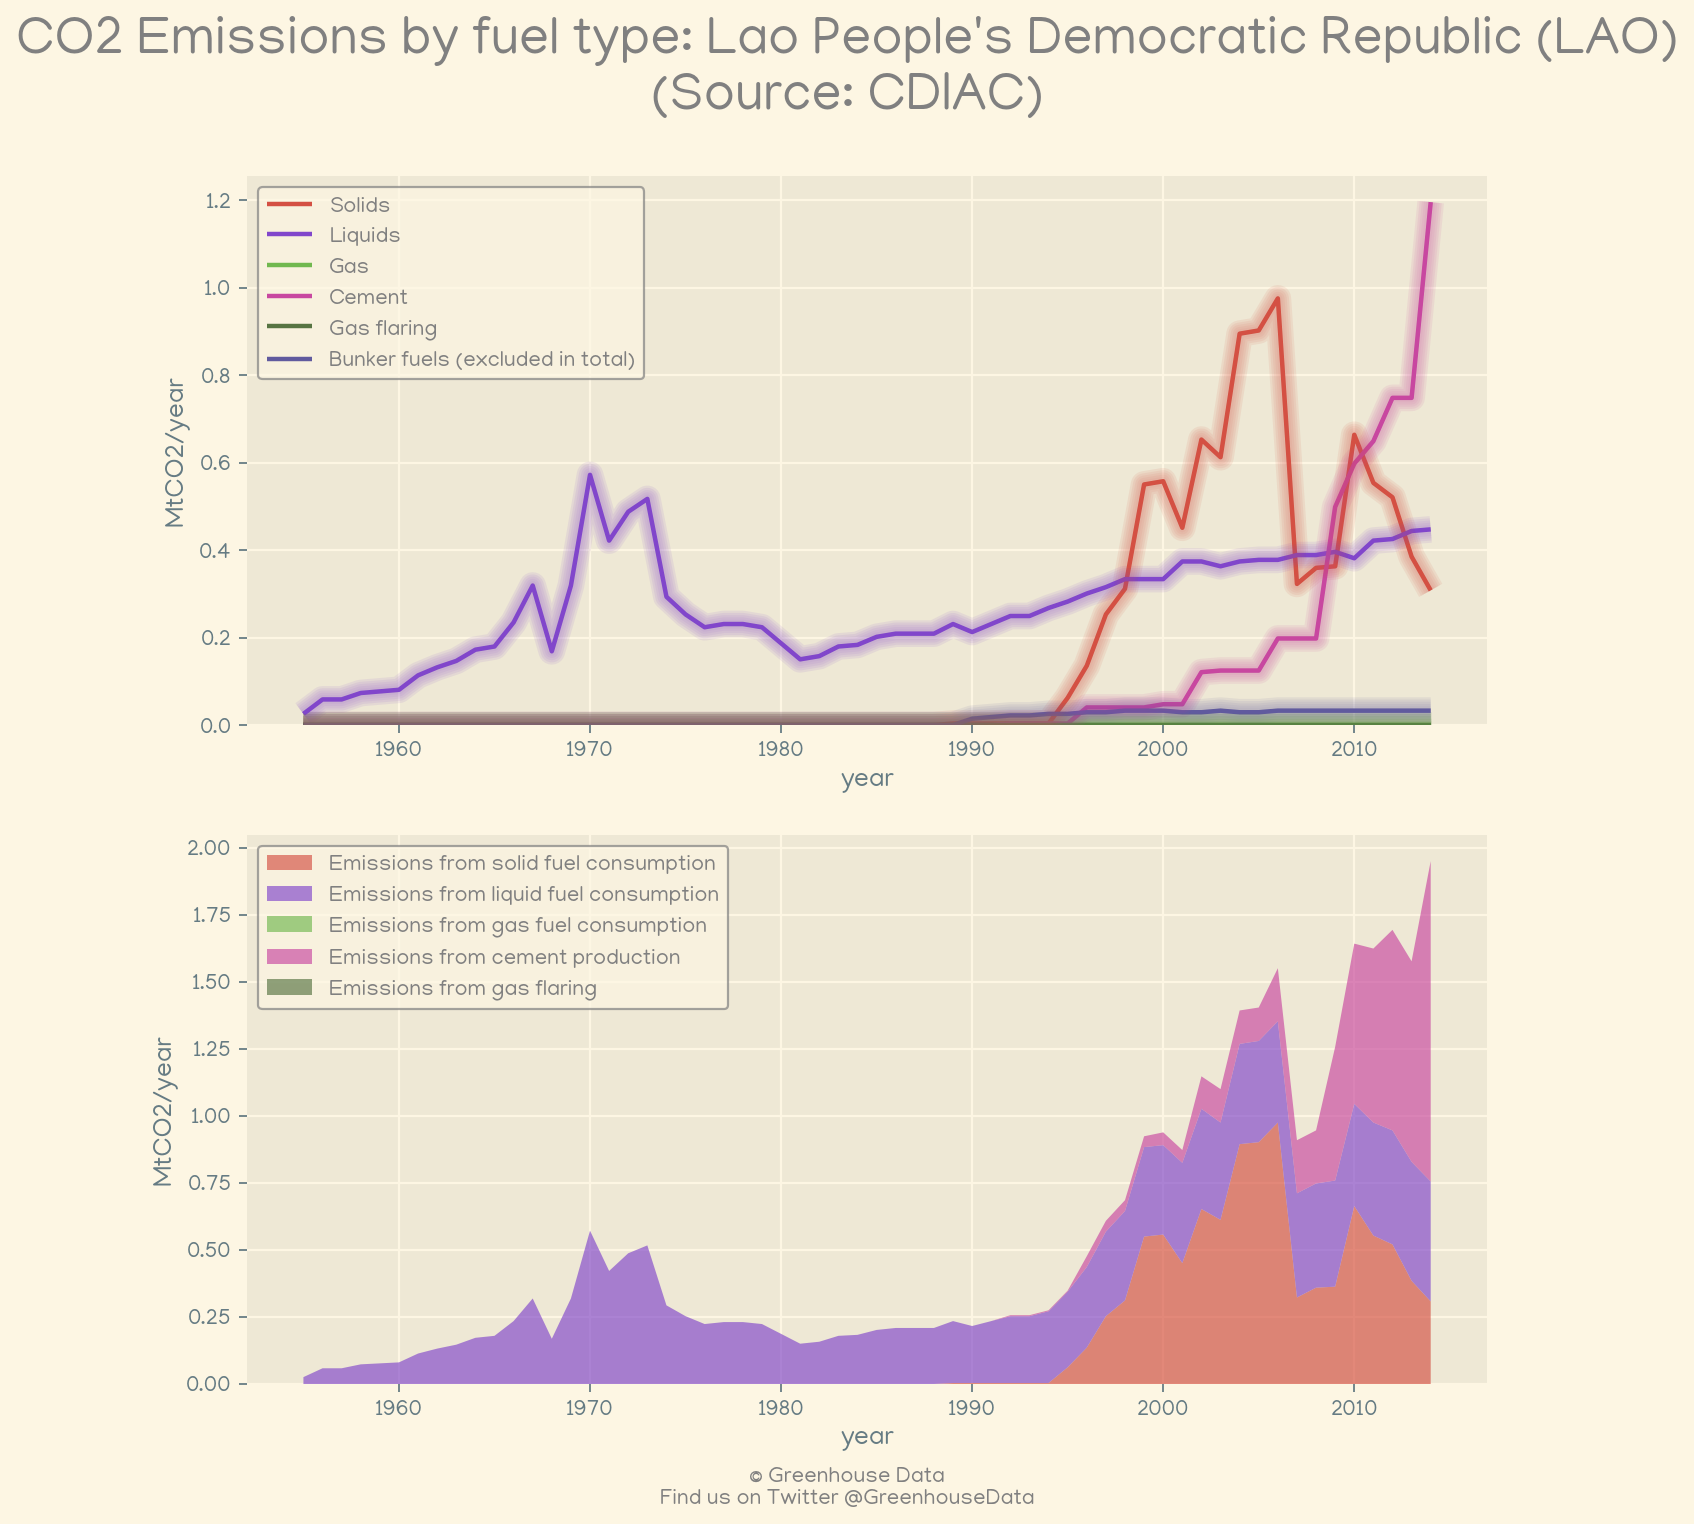 CO2 Emissions by fuel type: Lao People's Democratic Republic (LAO)
(Source: CDIAC)
1.2
1.0
0.8
0.6
0.4
0.2
0.0
MtCO2/year
Solids
Liquids
Gas
Cement
Gas flaring
Bunker fuels (excluded in total)
1960 1970 1980 1990 2000 2010
year
2.00
1.75
1.50
1.25
1.00
0.75
0.50
0.25
0.00
MtCO2/year
Emissions from solid fuel consumption
Emissions from liquid fuel consumption
Emissions from gas fuel consumption
Emissions from cement production
Emissions from gas flaring
1960 1970 1980 1990 2000 2010
year
© Greenhouse Data
Find us on Twitter @GreenhouseData